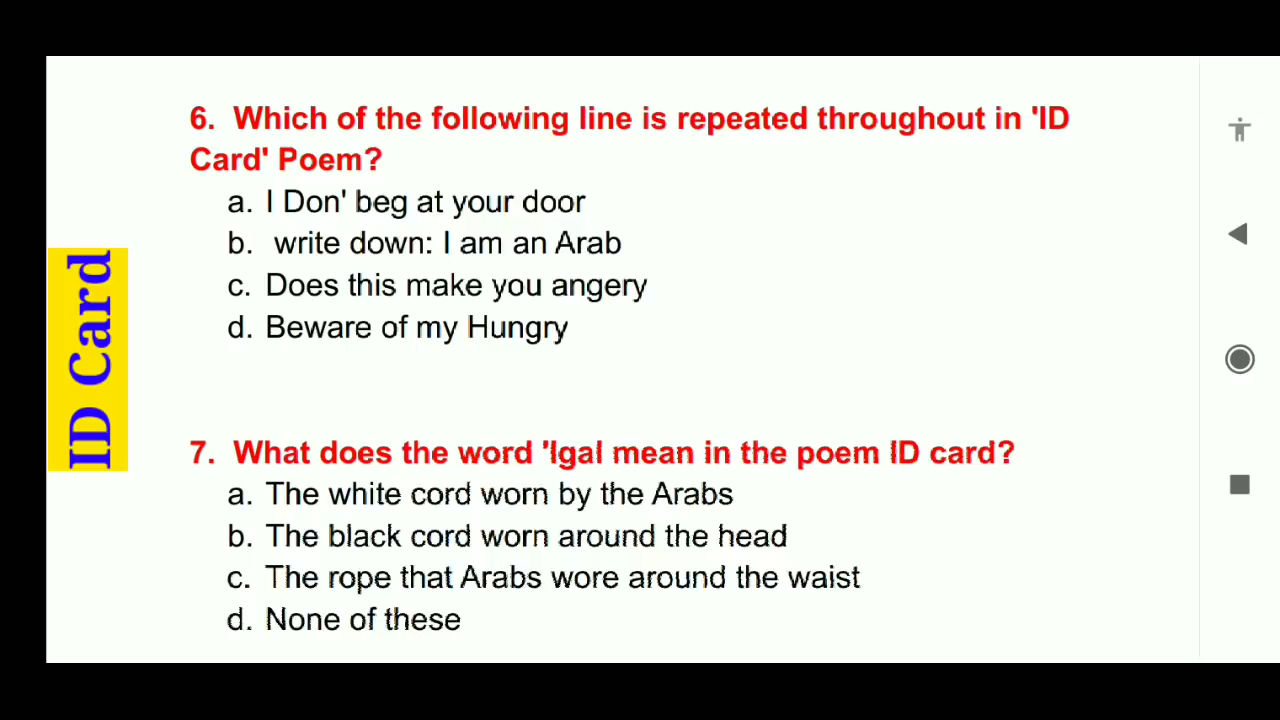 6. Which of the following line is repeated throughout in 'ID
Card' Poem?
a. I Don' beg at your door
b. write down: I am an Arab
c. Does this make you angery
d. Beware of my Hungry
ID Card
7. What does the word 'Igal mean in the poem ID card?
a. The white cord worn by the Arabs
b. The black cord worn around the head
c. The rope that Arabs wore around the waist
d. None of these